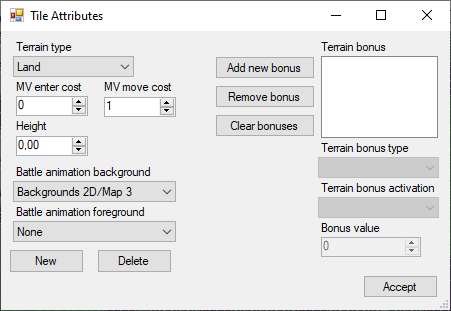 Tile Attributes
Terrain type
Land
MV enter cost
MV move cost
0
1
Height
0,00
Battle animation background
Backgrounds 2D/Map 3
Battle animation foreground
None
New
Delete
Add new bonus
Remove bonus
Clear bonuses
Terrain bonus
Terrain bonus type
Terrain bonus activation
Bonus value
0
Accept